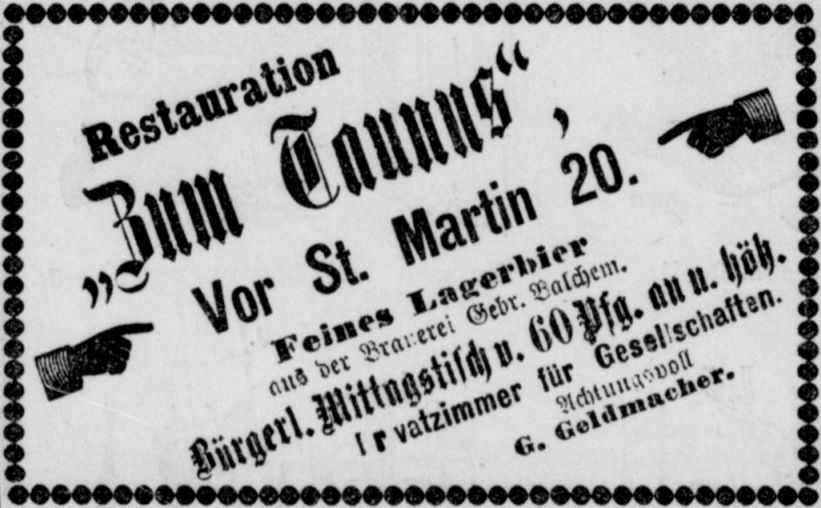 Restauration
„Zum Taunus“,
Vor St. Martin 20.
Feines Lagerbier
aus der Brauerei Gebr. Balchem.
Bürgerl. Mittagstisch v. 60 Pfg. an u. höh.
Privatzimmer für Gesellschaften.
Achtungsvoll
G. Geldmacher.